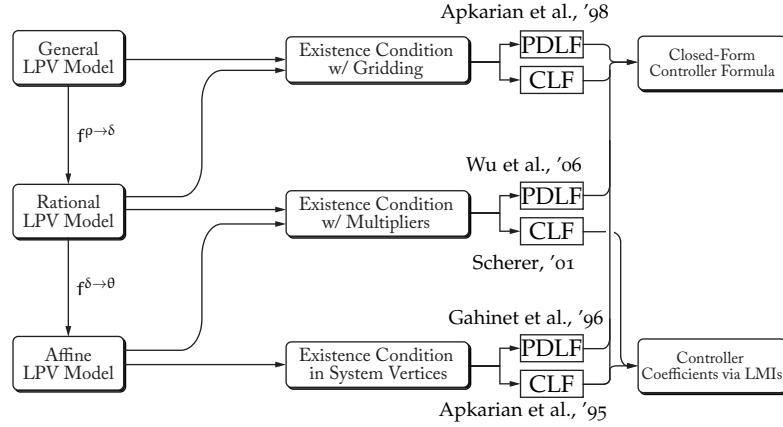 Apkarian et al., ’98
General
LPV Model
Existence Condition
w/ Gridding
PDLF
CLF
Closed-Form
Controller Formula
f^ρ→δ
Wu et al., ’06
Rational
LPV Model
Existence Condition
w/ Multipliers
PDLF
CLF
Scherer, ’01
f^δ→θ
Gahinet et al., ’96
Affine
LPV Model
Existence Condition
in System Vertices
PDLF
CLF
Controller
Coefficients via LMIs
Apkarian et al., ’95